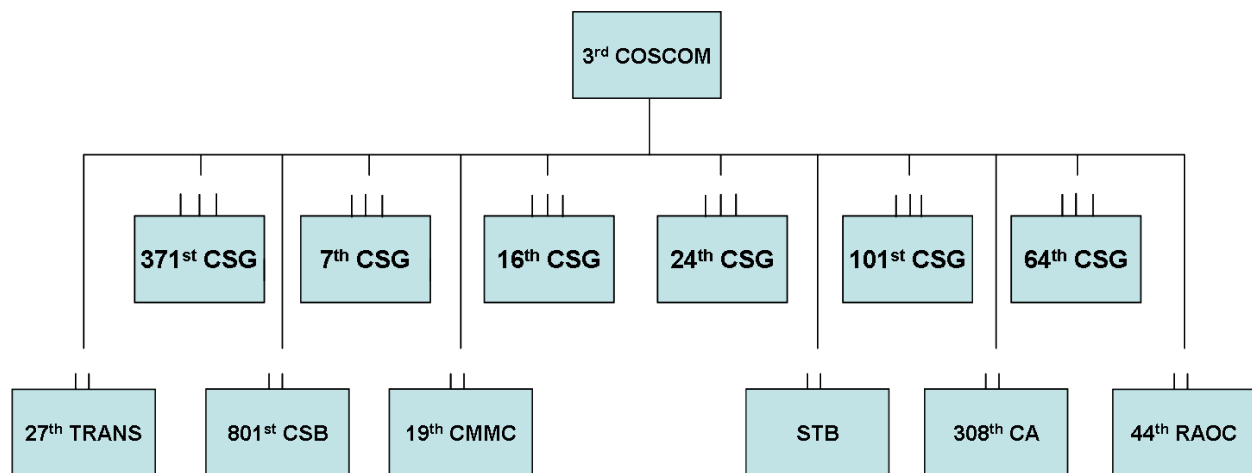 3rd COSCOM
371st CSG
7th CSG
16th CSG
24th CSG
101st CSG
64th CSG
27th TRANS
801st CSB
19th CMMC
STB
308th CA
44th RAOC